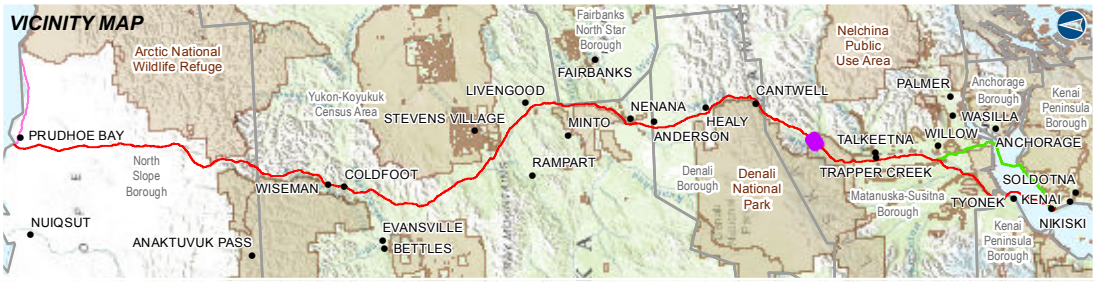 VICINITY MAP
Arctic National
Wildlife Refuge
Fairbanks
North Star
Borough
FAIRBANKS
Nelchina
Public
Use Area
PALMER
Anchorage
Borough
Kenai
Peninsula
Borough
Yukon-Koyukuk
Census Area
LIVENGOOD
STEVENS VILLAGE
MINTO
NENANA
ANDERSON
HEALY
CANTWELL
TALKEETNA
WILLOW
WASILLA
ANCHORAGE
PRUDHOE BAY
North
Slope
Borough
WISEMAN
COLDFOOT
RAMPART
Denali
Borough
Denali
National
Park
TRAPPER CREEK
Matanuska-Susitna
Borough
TYONEK
SOLDOTNA
KENAI
NIKISKI
NUIQSUT
ANAKTUVUK PASS
EVANSVILLE
BETTLES
Kenai
Peninsula
Borough